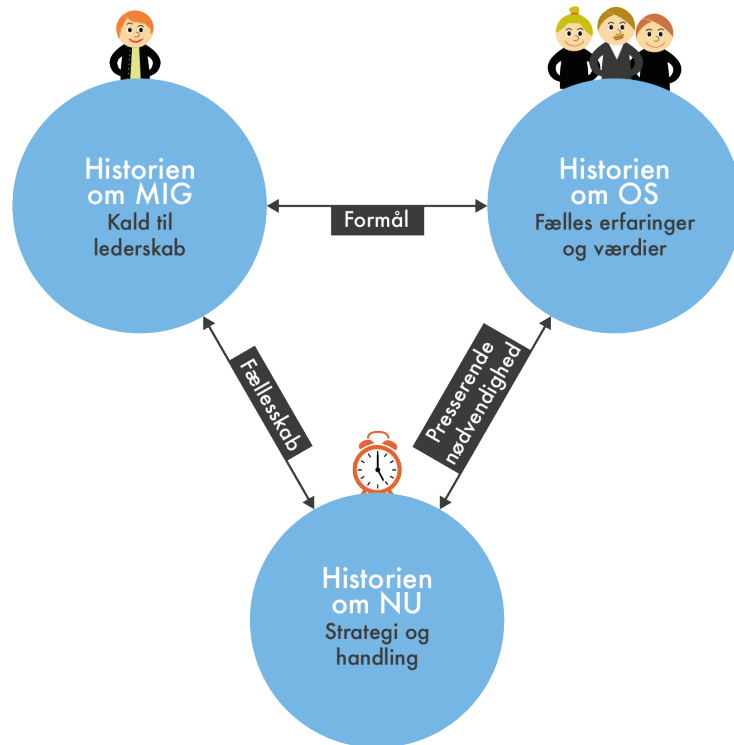 Historien
om MIG
Kald til
lederskab
Historien
om OS
Fælles erfaringer
og værdier
Formål
Fællesskab
Presserende
nødvendighed
Historien
om NU
Strategi og
handling